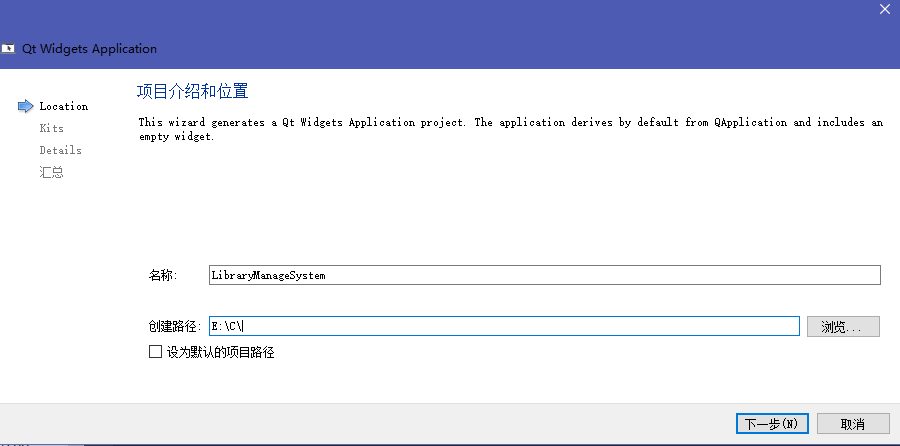 Qt Widgets Application
Location
Kits
Details
汇总
项目介绍和位置
This wizard generates a Qt Widgets Application project. The application derives by default from QApplication and includes an
empty widget.
名称: LibraryManageSystem
创建路径: E:\C\ 浏览...
设为默认的项目路径
下一步(N) 取消